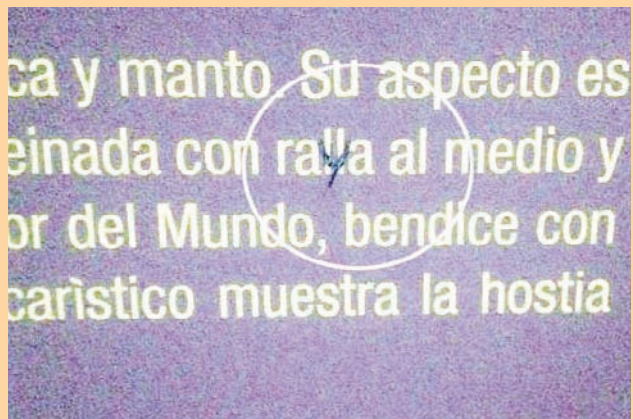 ca y manto. Su aspecto es
einada con ralla al medio y
or del Mundo, bendice con
carìstico muestra la hostia